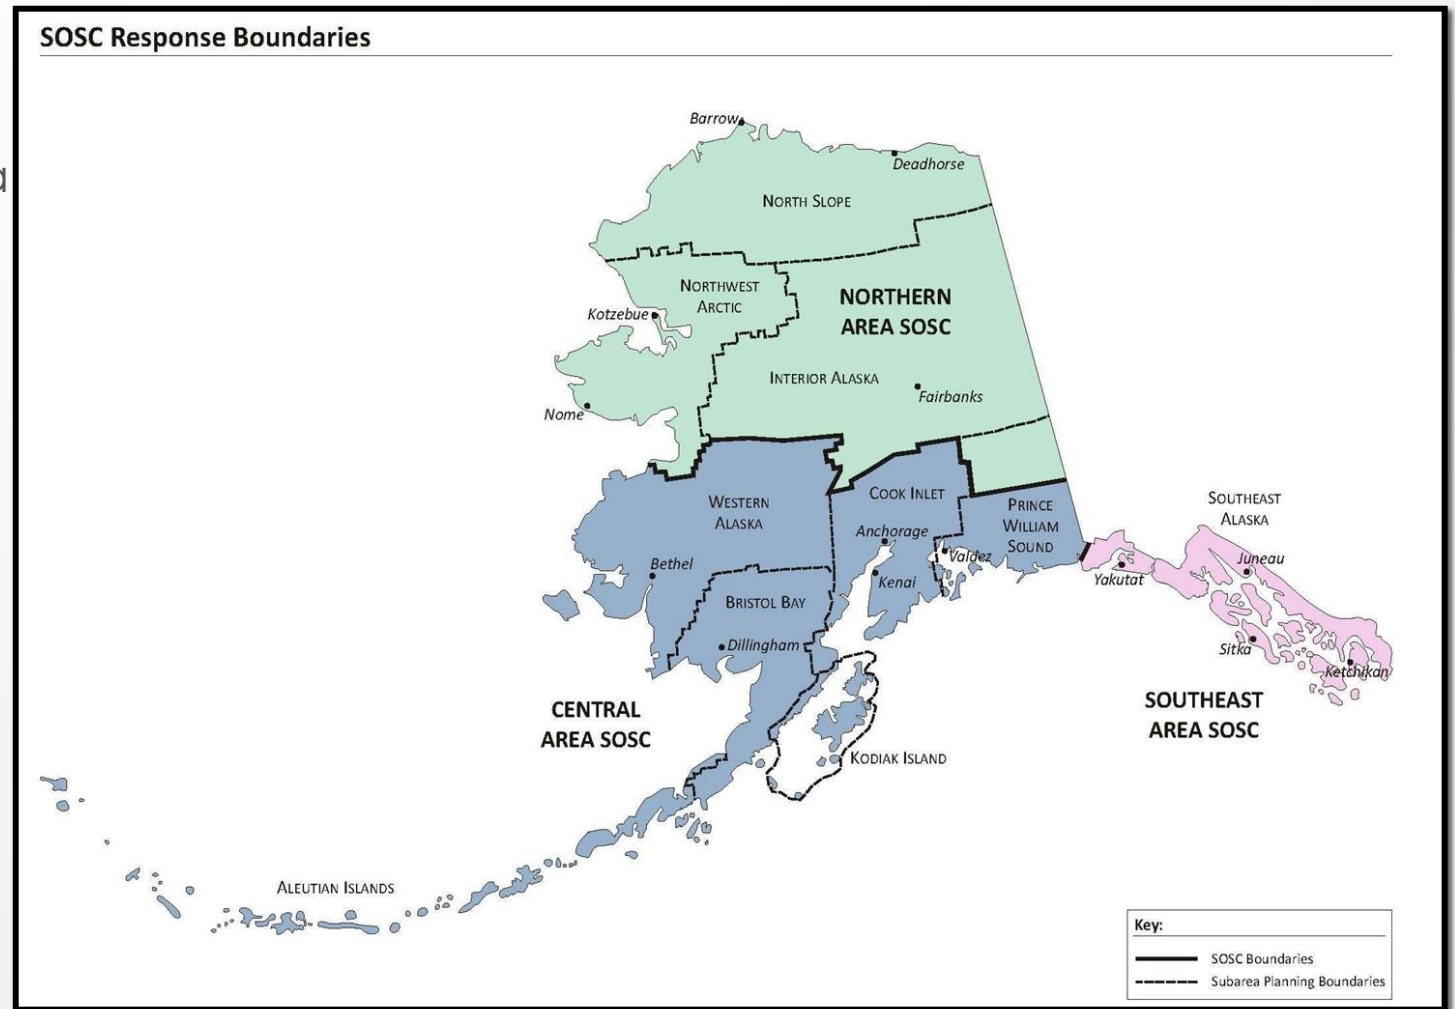 SOSC Response Boundaries
Barrow
Deadhorse
NORTH SLOPE
NORTHWEST
ARCTIC
NORTHERN
AREA SOSC
Kotzebue
INTERIOR ALASKA
Fairbanks
Nome
WESTERN
ALASKA
COOK INLET
PRINCE
WILLIAM
SOUND
SOUTHEAST
ALASKA
Anchorage
Valdez
Juneau
Bethel
Kenai
Yakutat
BRISTOL BAY
Dillingham
Sitka
Ketchikan
CENTRAL
AREA SOSC
SOUTHEAST
AREA SOSC
KODIAK ISLAND
ALEUTIAN ISLANDS
Key:
SOSC Boundaries
Subarea Planning Boundaries